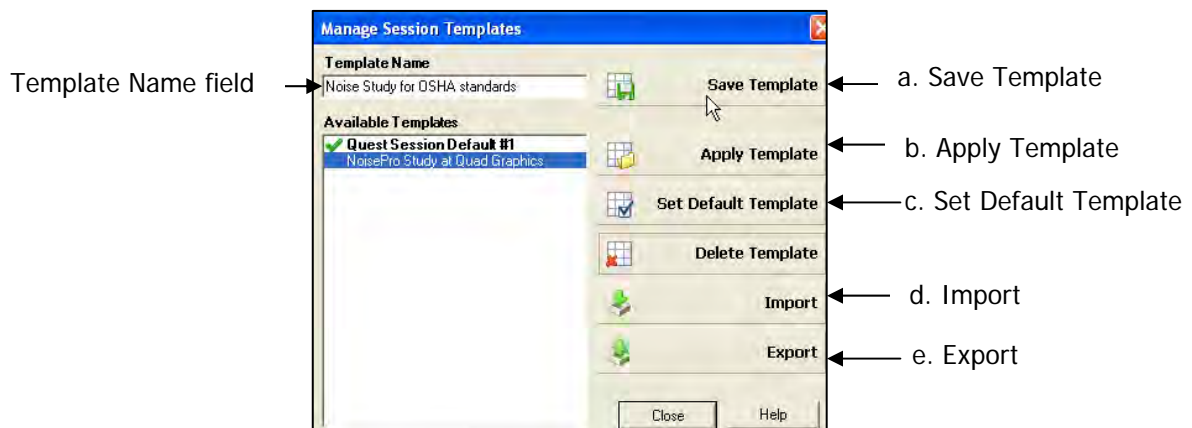 Manage Session Templates
Template Name
Template Name field
Noise Study for OSHA standards
Save Template
a. Save Template
Available Templates
Quest Session Default #1
NoisePro Study at Quad Graphics
Apply Template
b. Apply Template
Set Default Template
c. Set Default Template
Delete Template
Import
d. Import
Export
e. Export
Close
Help